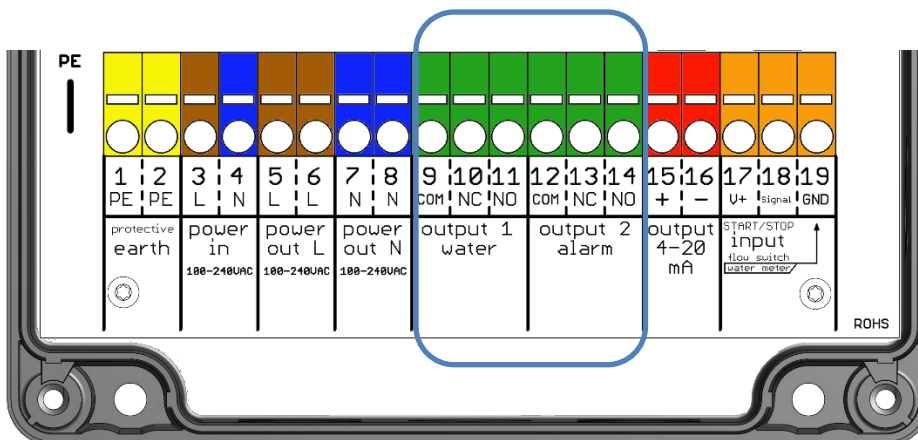 PE
1 2 3 4 5 6 7 8 9 10 11 12 13 14 15 16 17 18 19
PE PE L N L L N N COM NC NO COM NC NO + - V+ Signal GND
protective
earth
power
in
100-240VAC
power
out L
100-240VAC
power
out N
100-240VAC
output 1
water
output 2
alarm
output
4-20
mA
START/STOP
input
flow switch
water meter
ROHS